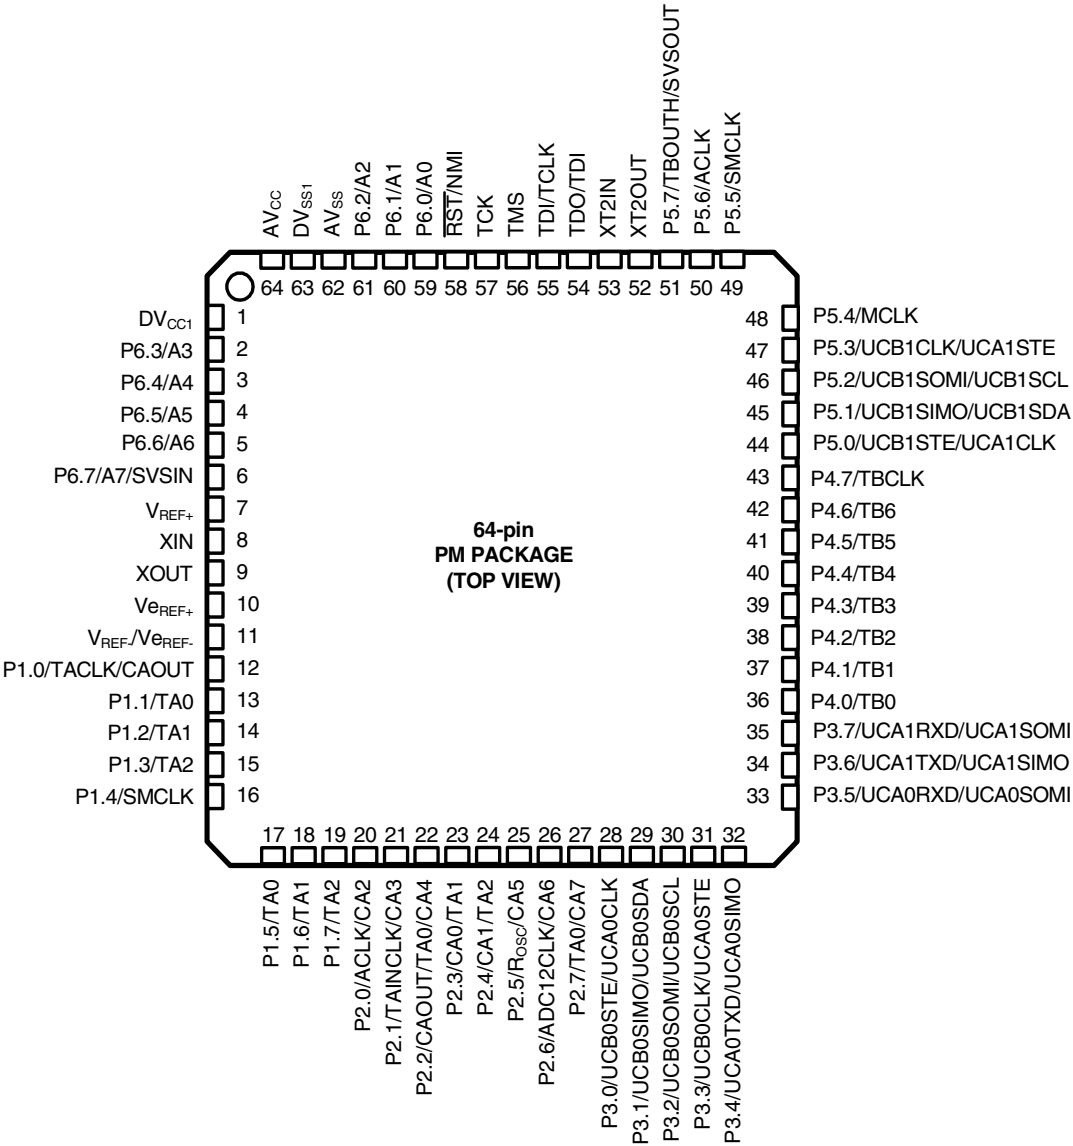 AVCC
DVSS1
AVSS
P6.2/A2
P6.1/A1
P6.0/A0
RST/NMI
TCK
TMS
TDI/TCLK
TDO/TDI
XT2IN
XT2OUT
P5.7/TBOUTH/SVSOUT
P5.6/ACLK
P5.5/SMCLK
64 63 62 61 60 59 58 57 56 55 54 53 52 51 50 49
DVCC1 1
P6.3/A3 2
P6.4/A4 3
P6.5/A5 4
P6.6/A6 5
P6.7/A7/SVSIN 6
VREF+ 7
XIN 8
XOUT 9
VeREF+ 10
VREF-/VeREF- 11
P1.0/TACLK/CAOUT 12
P1.1/TA0 13
P1.2/TA1 14
P1.3/TA2 15
P1.4/SMCLK 16
64-pin
PM PACKAGE
(TOP VIEW)
48 P5.4/MCLK
47 P5.3/UCB1CLK/UCA1STE
46 P5.2/UCB1SOMI/UCB1SCL
45 P5.1/UCB1SIMO/UCB1SDA
44 P5.0/UCB1STE/UCA1CLK
43 P4.7/TBCLK
42 P4.6/TB6
41 P4.5/TB5
40 P4.4/TB4
39 P4.3/TB3
38 P4.2/TB2
37 P4.1/TB1
36 P4.0/TB0
35 P3.7/UCA1RXD/UCA1SOMI
34 P3.6/UCA1TXD/UCA1SIMO
33 P3.5/UCA0RXD/UCA0SOMI
17 18 19 20 21 22 23 24 25 26 27 28 29 30 31 32
P1.5/TA0
P1.6/TA1
P1.7/TA2
P2.0/ACLK/CA2
P2.1/TAINCLK/CA3
P2.2/CAOUT/TA0/CA4
P2.3/CA0/TA1
P2.4/CA1/TA2
P2.5/ROSC/CA5
P2.6/ADC12CLK/CA6
P2.7/TA0/CA7
P3.0/UCB0STE/UCA0CLK
P3.1/UCB0SIMO/UCB0SDA
P3.2/UCB0SOMI/UCB0SCL
P3.3/UCB0CLK/UCA0STE
P3.4/UCA0TXD/UCA0SIMO